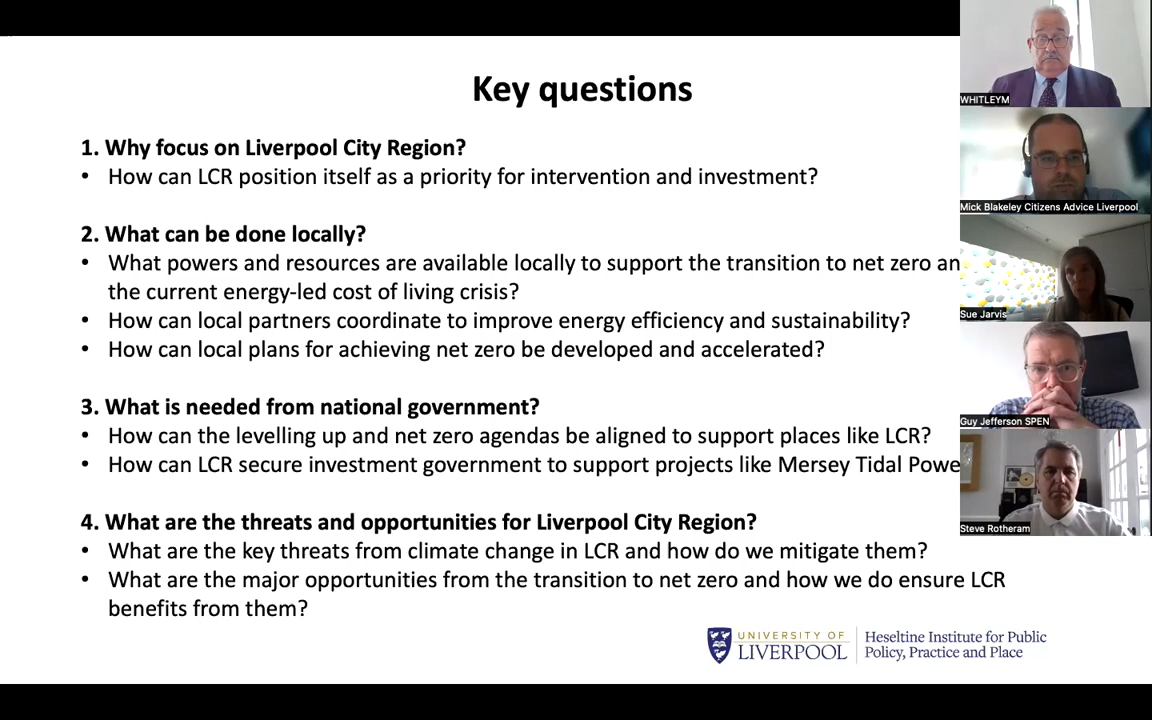 Key questions
1. Why focus on Liverpool City Region?
• How can LCR position itself as a priority for intervention and investment?
2. What can be done locally?
• What powers and resources are available locally to support the transition to net zero an
the current energy-led cost of living crisis?
• How can local partners coordinate to improve energy efficiency and sustainability?
• How can local plans for achieving net zero be developed and accelerated?
3. What is needed from national government?
• How can the levelling up and net zero agendas be aligned to support places like LCR?
• How can LCR secure investment government to support projects like Mersey Tidal Powe
4. What are the threats and opportunities for Liverpool City Region?
• What are the key threats from climate change in LCR and how do we mitigate them?
• What are the major opportunities from the transition to net zero and how we do ensure LCR
benefits from them?
UNIVERSITY OF
LIVERPOOL
Heseltine Institute for Public
Policy, Practice and Place
WHITLEYM
Mick Blakeley Citizens Advice Liverpool
Sue Jarvis
Guy Jefferson SPEN
Steve Rotheram